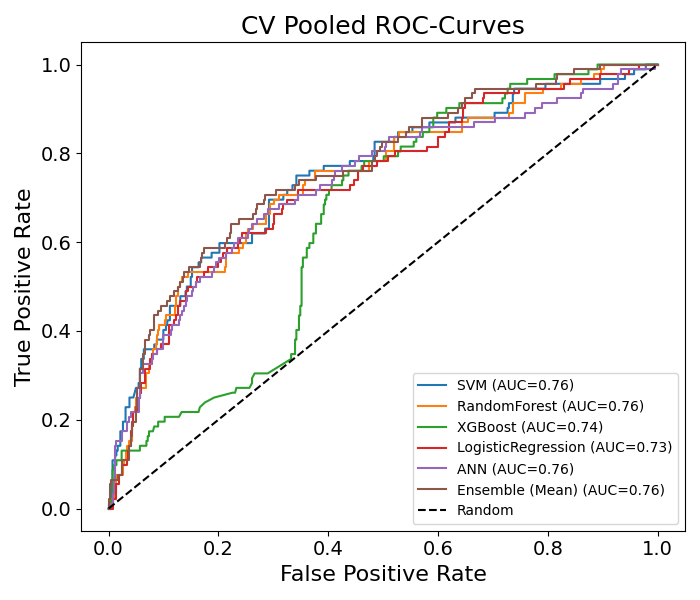 CV Pooled ROC-Curves
True Positive Rate
1.0
0.8
0.6
0.4
0.2
0.0
SVM (AUC=0.76)
RandomForest (AUC=0.76)
XGBoost (AUC=0.74)
LogisticRegression (AUC=0.73)
ANN (AUC=0.76)
Ensemble (Mean) (AUC=0.76)
Random
0.0 0.2 0.4 0.6 0.8 1.0
False Positive Rate